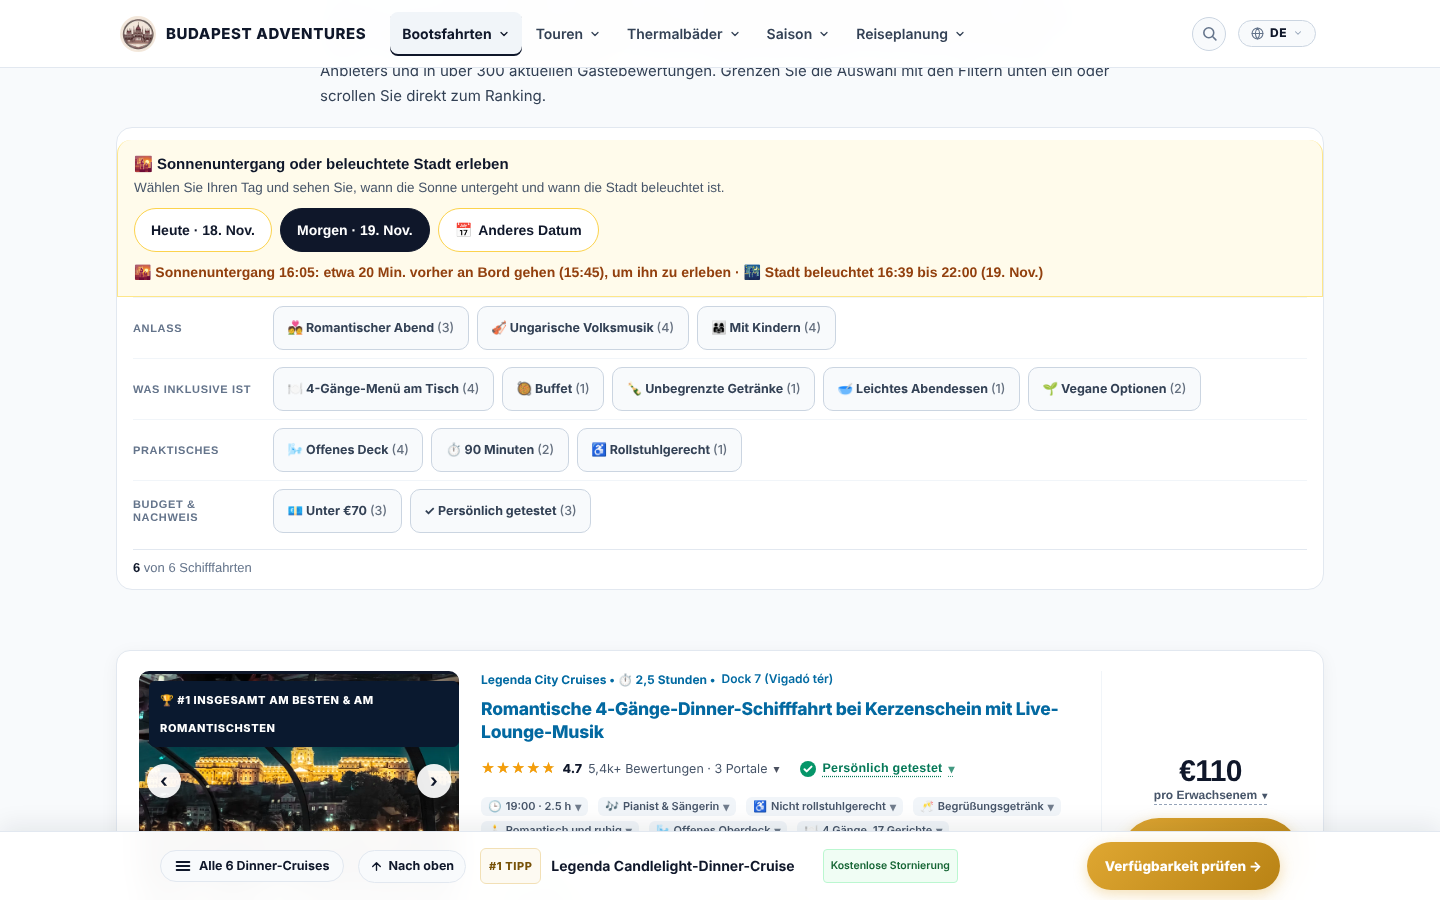 BUDAPEST ADVENTURES Bootsfahrten Touren Thermalbäder Saison Reiseplanung DE
Anbieters und in über 300 aktuellen Gästebewertungen. Grenzen Sie die Auswahl mit den Filtern unten ein oder
scrollen Sie direkt zum Ranking.
Sonnenuntergang oder beleuchtete Stadt erleben
Wählen Sie Ihren Tag und sehen Sie, wann die Sonne untergeht und wann die Stadt beleuchtet ist.
Heute · 18. Nov. Morgen · 19. Nov. Anderes Datum
Sonnenuntergang 16:05: etwa 20 Min. vorher an Bord gehen (15:45), um ihn zu erleben · Stadt beleuchtet 16:39 bis 22:00 (19. Nov.)
ANLASS Romantischer Abend (3) Ungarische Volksmusik (4) Mit Kindern (4)
WAS INKLUSIVE IST 4-Gänge-Menü am Tisch (4) Buffet (1) Unbegrenzte Getränke (1) Leichtes Abendessen (1) Vegane Optionen (2)
PRAKTISCHES Offenes Deck (4) 90 Minuten (2) Rollstuhlgerecht (1)
BUDGET &
NACHWEIS Unter €70 (3) ✓ Persönlich getestet (3)
6 von 6 Schifffahrten
#1 INSGESAMT AM BESTEN & AM
ROMANTISCHSTEN
Legenda City Cruises • 2,5 Stunden • Dock 7 (Vigadó tér)
Romantische 4-Gänge-Dinner-Schifffahrt bei Kerzenschein mit Live-
Lounge-Musik
★★★★★ 4.7 5,4k+ Bewertungen · 3 Portale ▾ Persönlich getestet ▾
19:00 · 2.5 h ▾ Pianist & Sängerin ▾ Nicht rollstuhlgerecht ▾ Begrüßungsgetränk ▾
Romantisch und ruhig ▾ Offenes Oberdeck ▾ 4 Gänge, 17 Gerichte ▾
€110
pro Erwachsenem ▾
Alle 6 Dinner-Cruises ↑ Nach oben #1 TIPP Legenda Candlelight-Dinner-Cruise Kostenlose Stornierung Verfügbarkeit prüfen →